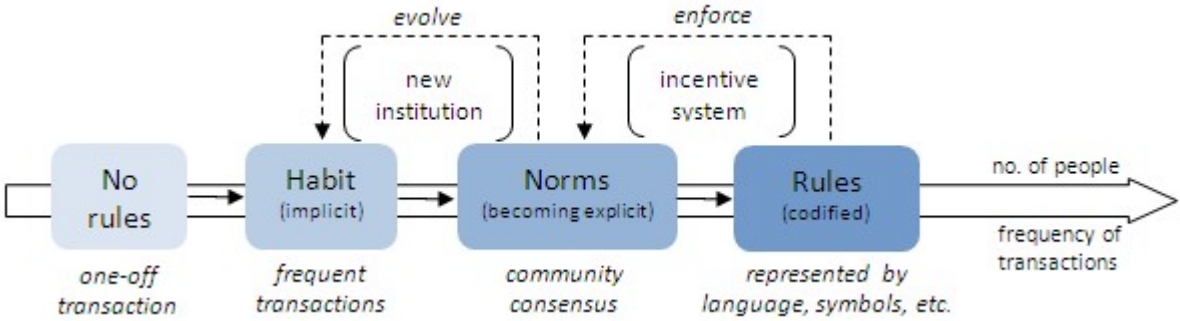 evolve
enforce
new
institution
incentive
system
No
rules
Habit
(implicit)
Norms
(becoming explicit)
Rules
(codified)
no. of people
frequency of
transactions
one-off
transaction
frequent
transactions
community
consensus
represented by
language, symbols, etc.